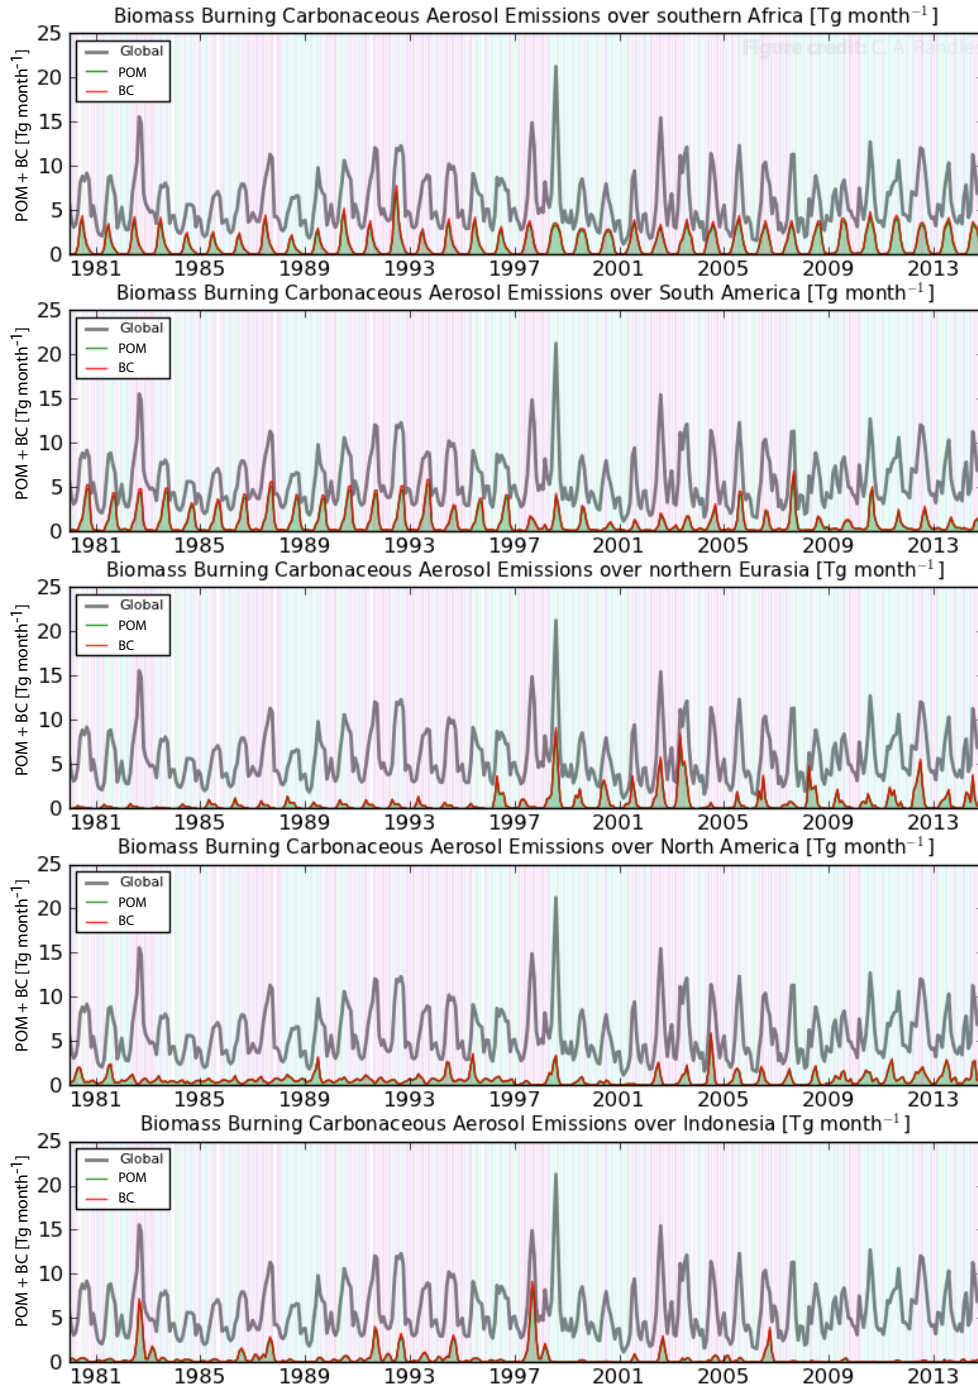 Biomass Burning Carbonaceous Aerosol Emissions over southern Africa [Tg month⁻¹]
Figure credit: C. A. Randles
POM + BC [Tg month⁻¹]
25
20
15
10
5
0
Global
POM
BC
1981 1985 1989 1993 1997 2001 2005 2009 2013
Biomass Burning Carbonaceous Aerosol Emissions over South America [Tg month⁻¹]
POM + BC [Tg month⁻¹]
25
20
15
10
5
0
Global
POM
BC
1981 1985 1989 1993 1997 2001 2005 2009 2013
Biomass Burning Carbonaceous Aerosol Emissions over northern Eurasia [Tg month⁻¹]
POM + BC [Tg month⁻¹]
25
20
15
10
5
0
Global
POM
BC
1981 1985 1989 1993 1997 2001 2005 2009 2013
Biomass Burning Carbonaceous Aerosol Emissions over North America [Tg month⁻¹]
POM + BC [Tg month⁻¹]
25
20
15
10
5
0
Global
POM
BC
1981 1985 1989 1993 1997 2001 2005 2009 2013
Biomass Burning Carbonaceous Aerosol Emissions over Indonesia [Tg month⁻¹]
POM + BC [Tg month⁻¹]
25
20
15
10
5
0
Global
POM
BC
1981 1985 1989 1993 1997 2001 2005 2009 2013